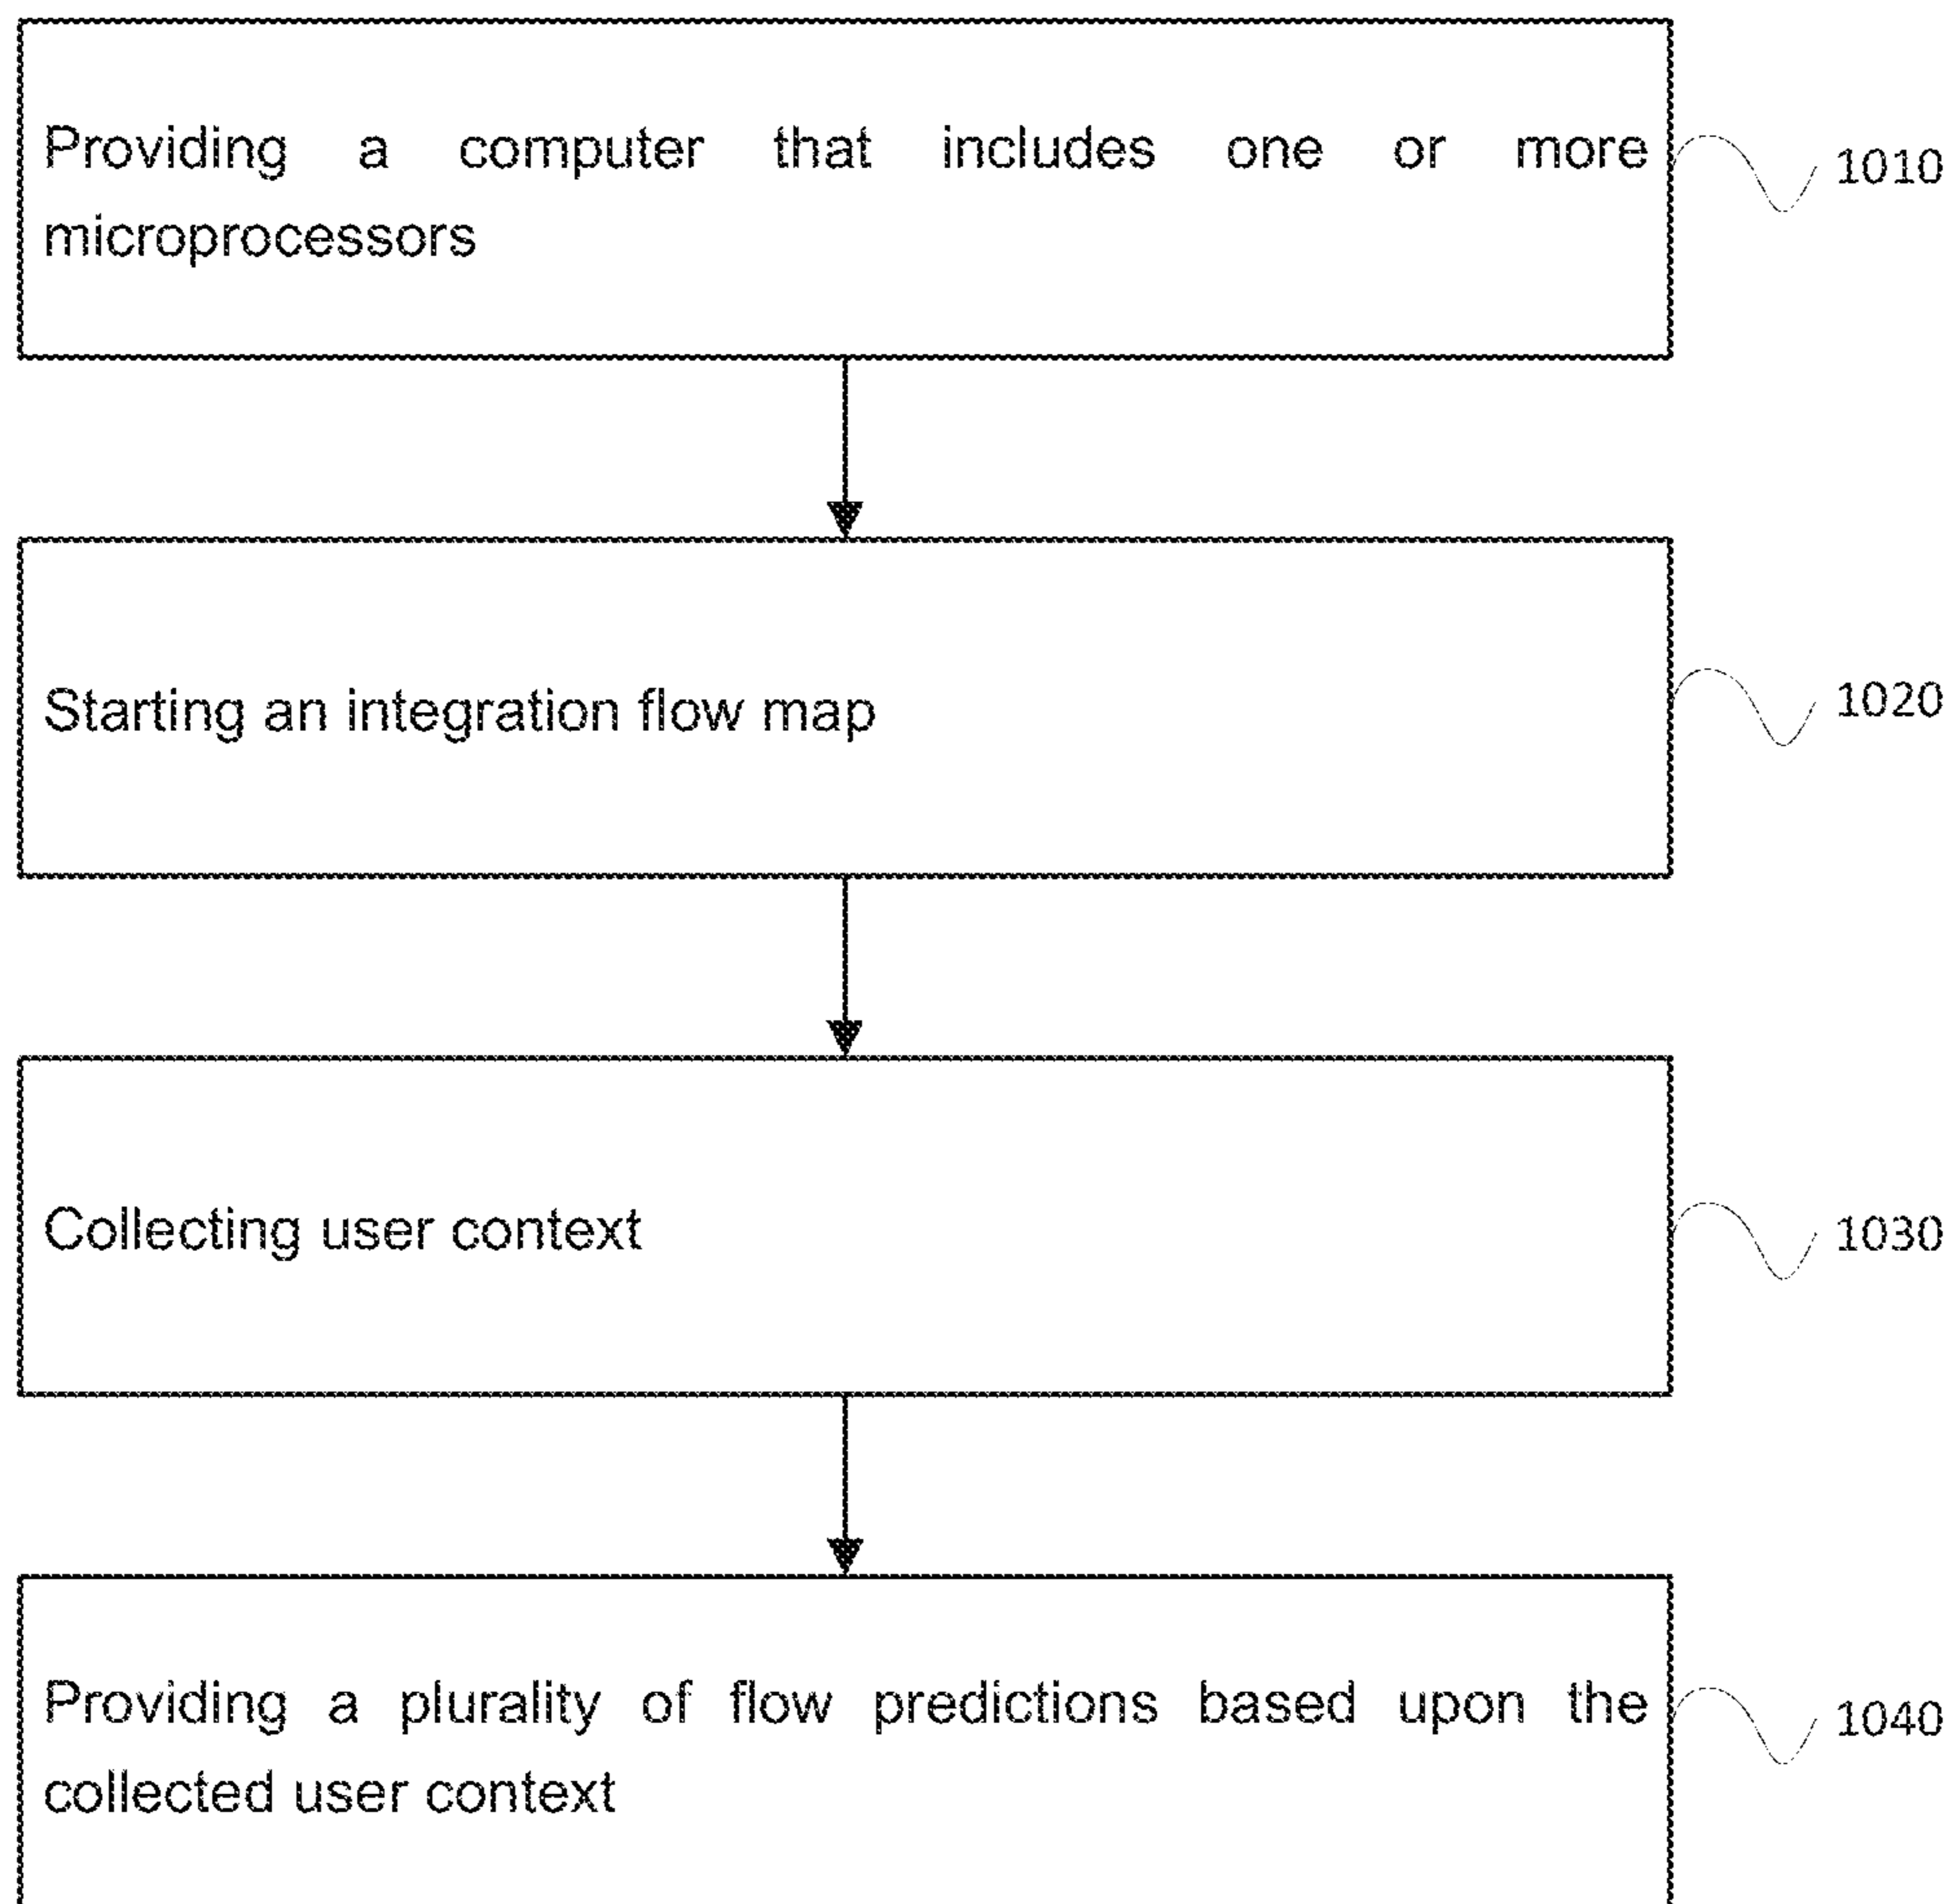 Providing a computer that includes one or more
microprocessors
1010
Starting an integration flow map
1020
Collecting user context
1030
Providing a plurality of flow predictions based upon the
collected user context
1040